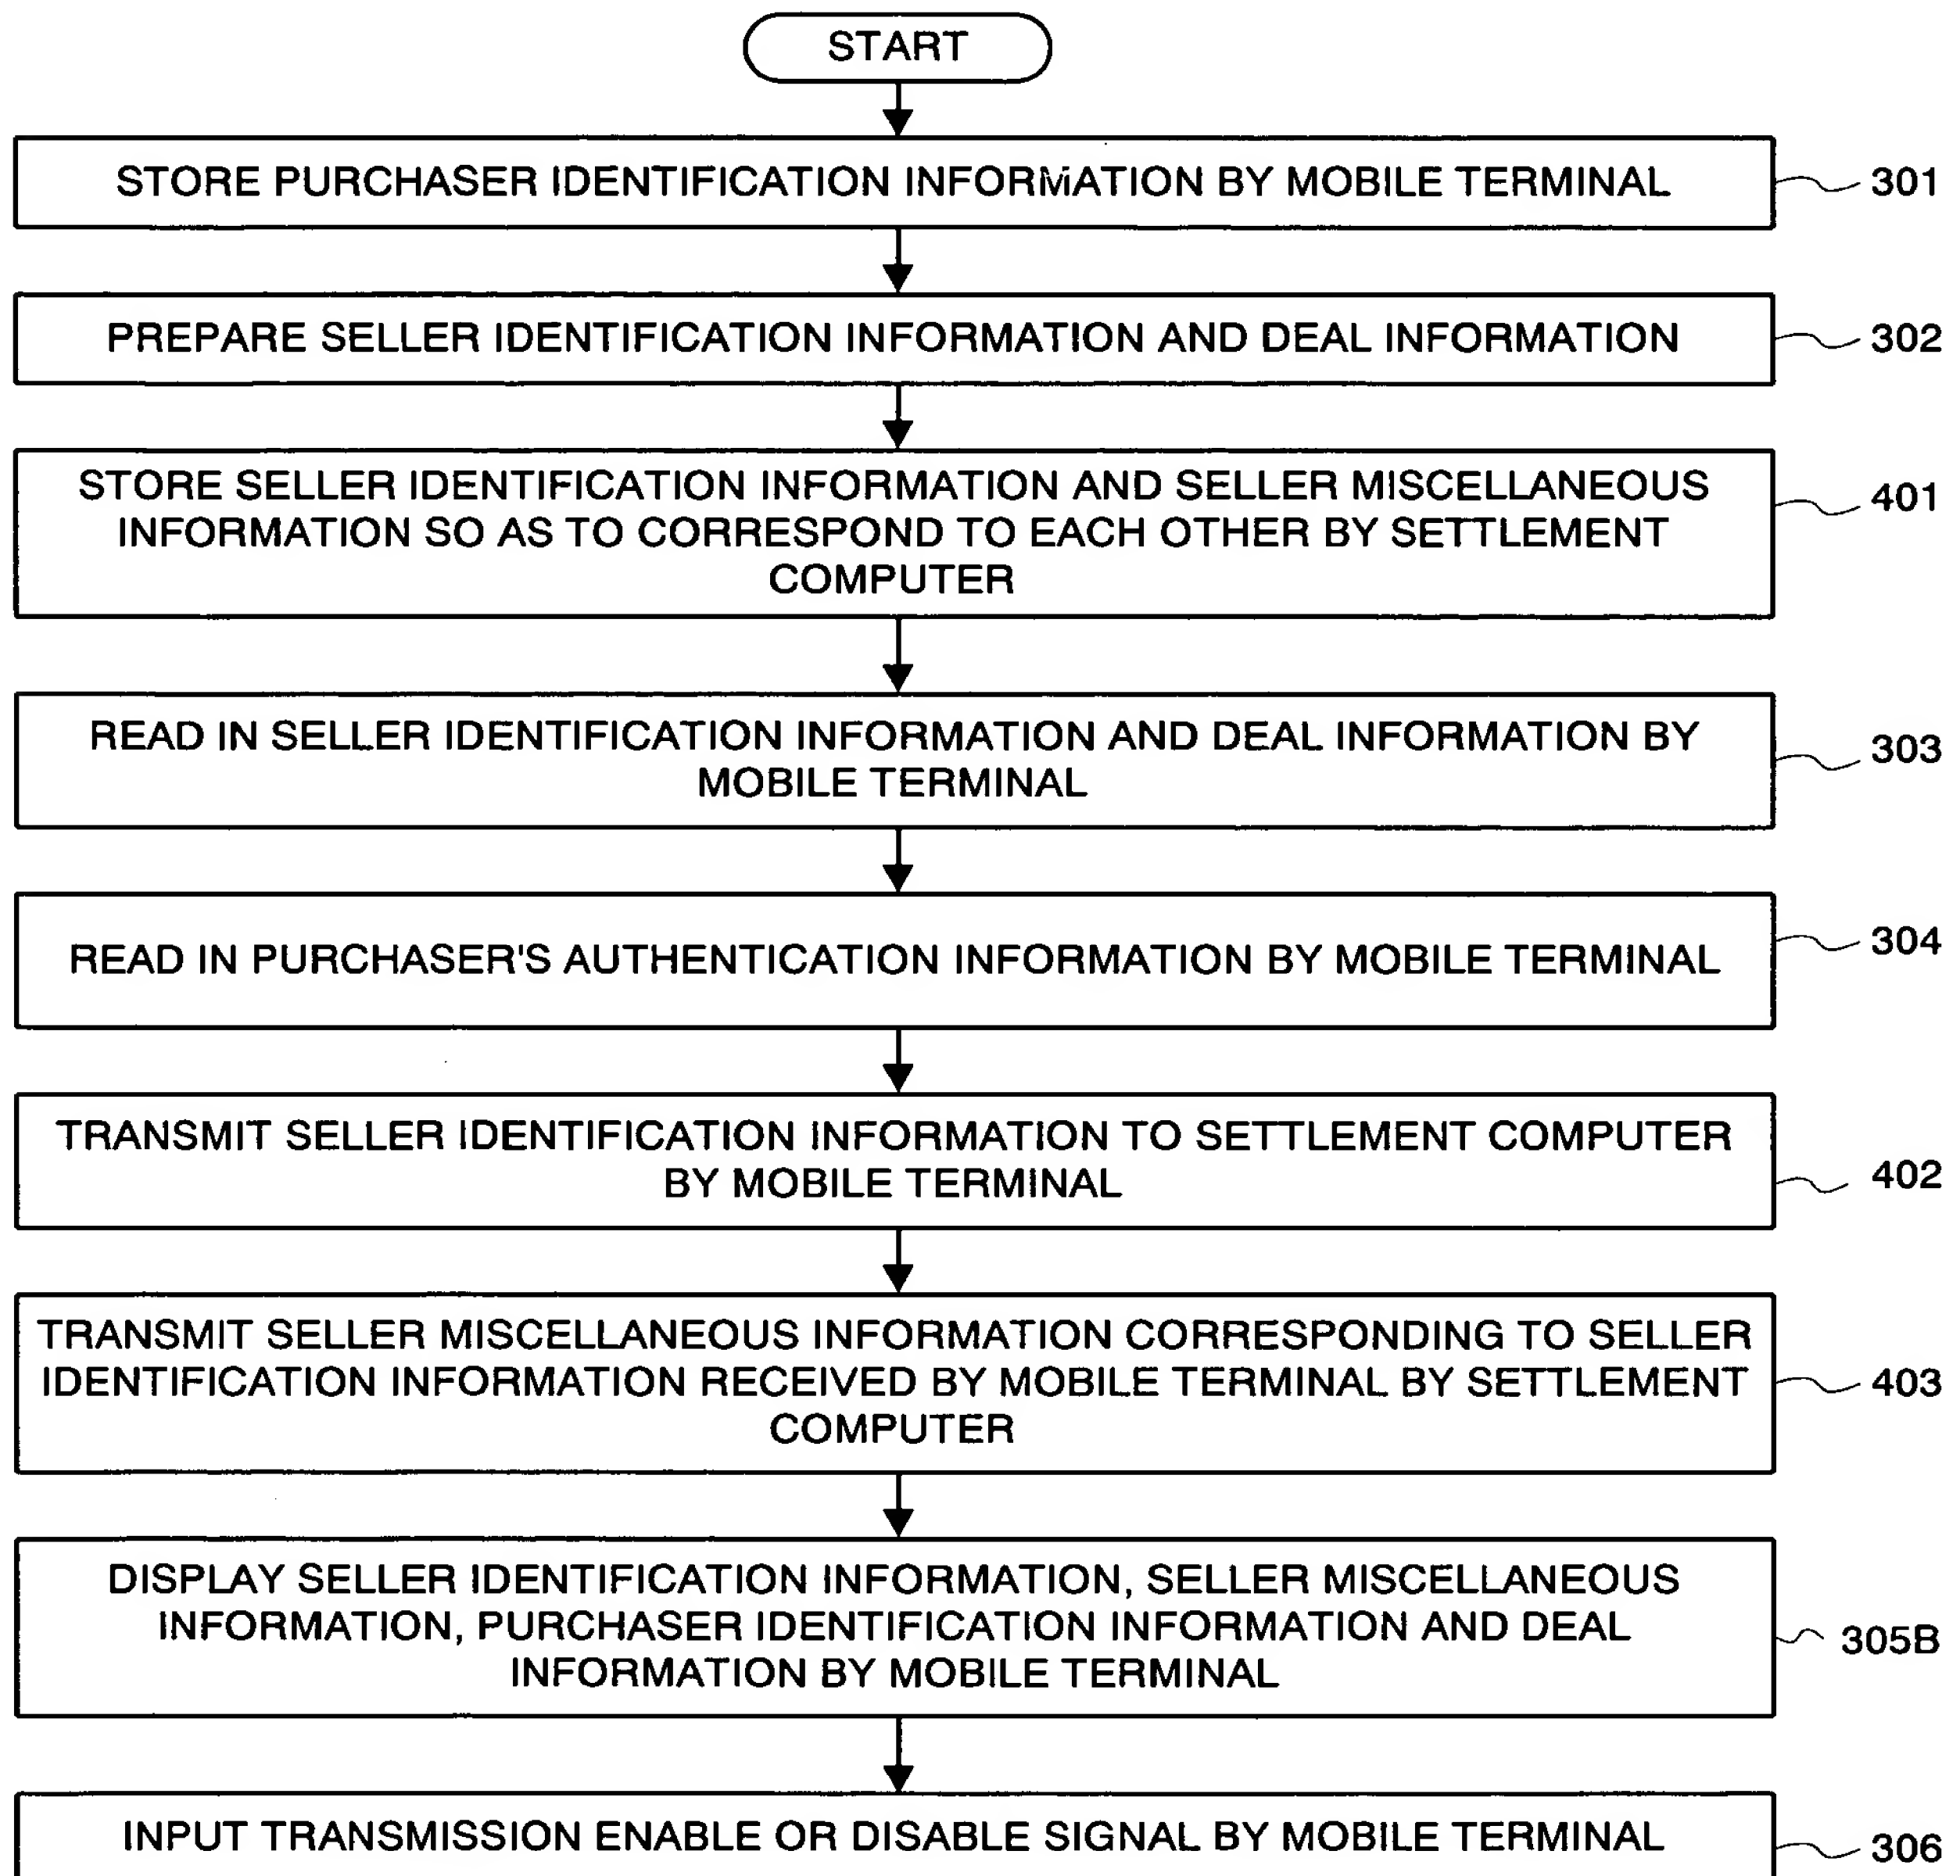 START
STORE PURCHASER IDENTIFICATION INFORMATION BY MOBILE TERMINAL
301
PREPARE SELLER IDENTIFICATION INFORMATION AND DEAL INFORMATION
302
STORE SELLER IDENTIFICATION INFORMATION AND SELLER MISCELLANEOUS
INFORMATION SO AS TO CORRESPOND TO EACH OTHER BY SETTLEMENT
COMPUTER
401
READ IN SELLER IDENTIFICATION INFORMATION AND DEAL INFORMATION BY
MOBILE TERMINAL
303
READ IN PURCHASER'S AUTHENTICATION INFORMATION BY MOBILE TERMINAL
304
TRANSMIT SELLER IDENTIFICATION INFORMATION TO SETTLEMENT COMPUTER
BY MOBILE TERMINAL
402
TRANSMIT SELLER MISCELLANEOUS INFORMATION CORRESPONDING TO SELLER
IDENTIFICATION INFORMATION RECEIVED BY MOBILE TERMINAL BY SETTLEMENT
COMPUTER
403
DISPLAY SELLER IDENTIFICATION INFORMATION, SELLER MISCELLANEOUS
INFORMATION, PURCHASER IDENTIFICATION INFORMATION AND DEAL
INFORMATION BY MOBILE TERMINAL
305B
INPUT TRANSMISSION ENABLE OR DISABLE SIGNAL BY MOBILE TERMINAL
306